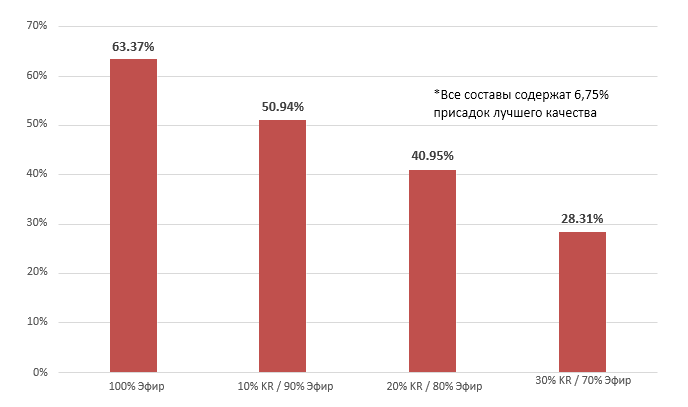 70%
63.37%
60%
*Все составы содержат 6,75%
присадок лучшего качества
50.94%
50%
40.95%
40%
30%
28.31%
20%
10%
0%
100% Эфир
10% KR / 90% Эфир
20% KR / 80% Эфир
30% KR / 70% Эфир